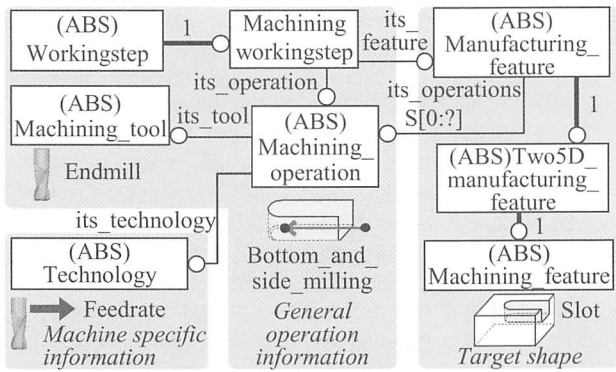 (ABS)
Workingstep
1
Machining
workingstep
its_
feature
(ABS)
Manufacturing_
feature
its_operation
its_operations
S[0:?]
1
(ABS)
Machining_tool
its_tool
(ABS)
Machining_
operation
Endmill
(ABS)Two5D_
manufacturing_
feature
its_technology
1
(ABS)
Technology
Bottom_and_
side_milling
(ABS)
Machining_feature
Feedrate
Slot
Machine specific
information
General
operation
information
Target shape